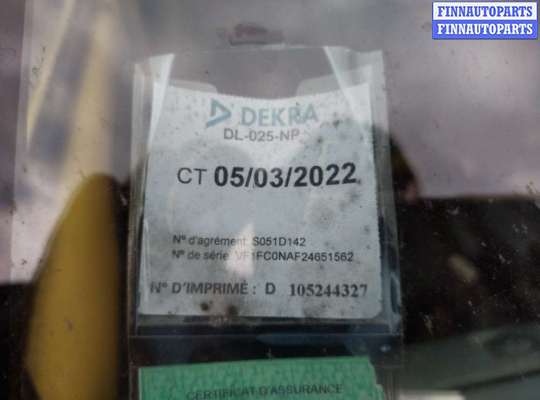 FINNAUTOPARTS
FINNAUTOPARTS
DEKRA
DL-025-NP
CT 05/03/2022
N° d'agrément: S051D142
N° de série: VF1FC0NAF24651562
N° D'IMPRIMÉ : D 105244327
CERTIFICAT D'ASSURANCE